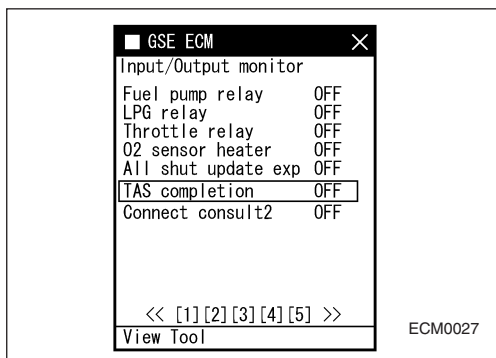 GSE ECM
Input/Output monitor
Fuel pump relay OFF
LPG relay OFF
Throttle relay OFF
O2 sensor heater OFF
All shut update exp OFF
TAS completion OFF
Connect consult2 OFF
<< [1][2][3][4][5] >>
View Tool
ECM0027